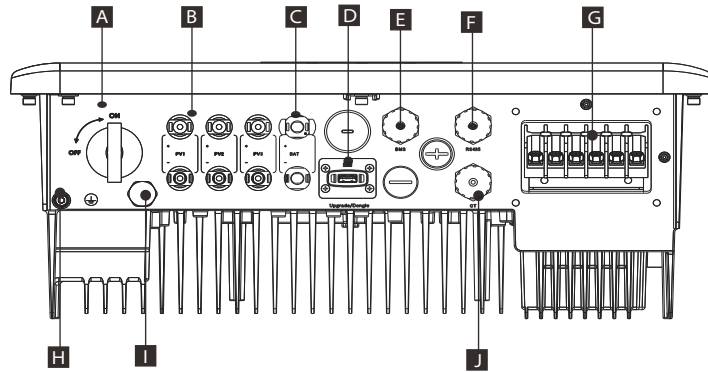 A B C D E F G
ON
OFF
+ + + +
PV1 PV2 PV3 BAT
- - - -
BMS RS485
Upgrade/Dongle
CT
H I J